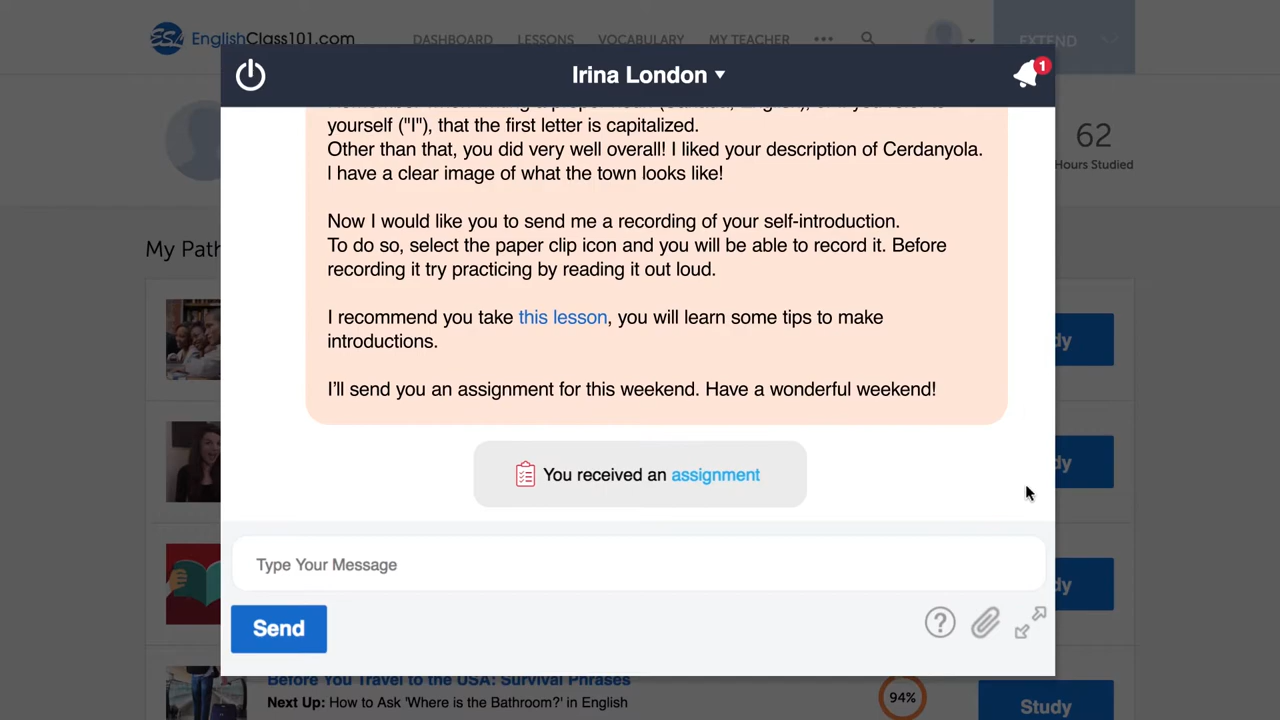 EnglishClass101.com
DASHBOARD LESSONS VOCABULARY MY TEACHER
EXTEND
Irina London
1
yourself ("I"), that the first letter is capitalized.
Other than that, you did very well overall! I liked your description of Cerdanyola.
I have a clear image of what the town looks like!
62
Hours Studied
Now I would like you to send me a recording of your self-introduction.
To do so, select the paper clip icon and you will be able to record it. Before
recording it try practicing by reading it out loud.
My Path
I recommend you take this lesson, you will learn some tips to make
introductions.
I'll send you an assignment for this weekend. Have a wonderful weekend!
You received an assignment
Type Your Message
Send
Before You Travel to the USA: Survival Phrases
Next Up: How to Ask 'Where is the Bathroom?' in English
94%
Study